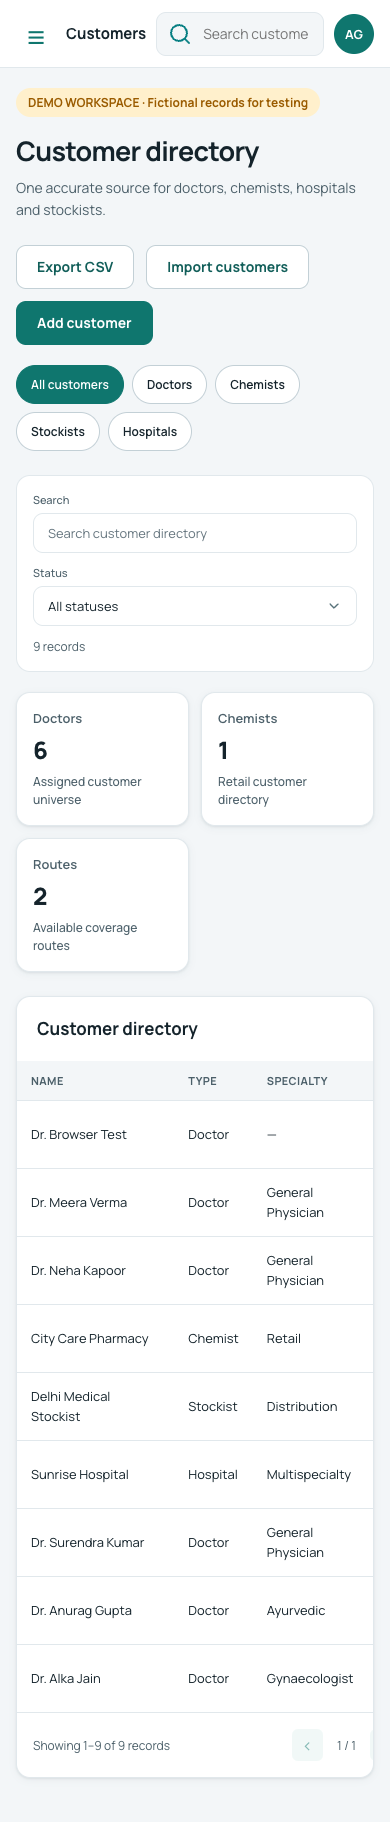 Customers
Search custome
AG
DEMO WORKSPACE · Fictional records for testing
Customer directory
One accurate source for doctors, chemists, hospitals
and stockists.
Export CSV
Import customers
Add customer
All customers
Doctors
Chemists
Stockists
Hospitals
Search
Search customer directory
Status
All statuses
9 records
Doctors
6
Assigned customer
universe
Chemists
1
Retail customer
directory
Routes
2
Available coverage
routes
Customer directory
NAME TYPE SPECIALTY
Dr. Browser Test Doctor —
Dr. Meera Verma Doctor General
Physician
Dr. Neha Kapoor Doctor General
Physician
City Care Pharmacy Chemist Retail
Delhi Medical
Stockist Stockist Distribution
Sunrise Hospital Hospital Multispecialty
Dr. Surendra Kumar Doctor General
Physician
Dr. Anurag Gupta Doctor Ayurvedic
Dr. Alka Jain Doctor Gynaecologist
Showing 1–9 of 9 records
‹ 1 / 1